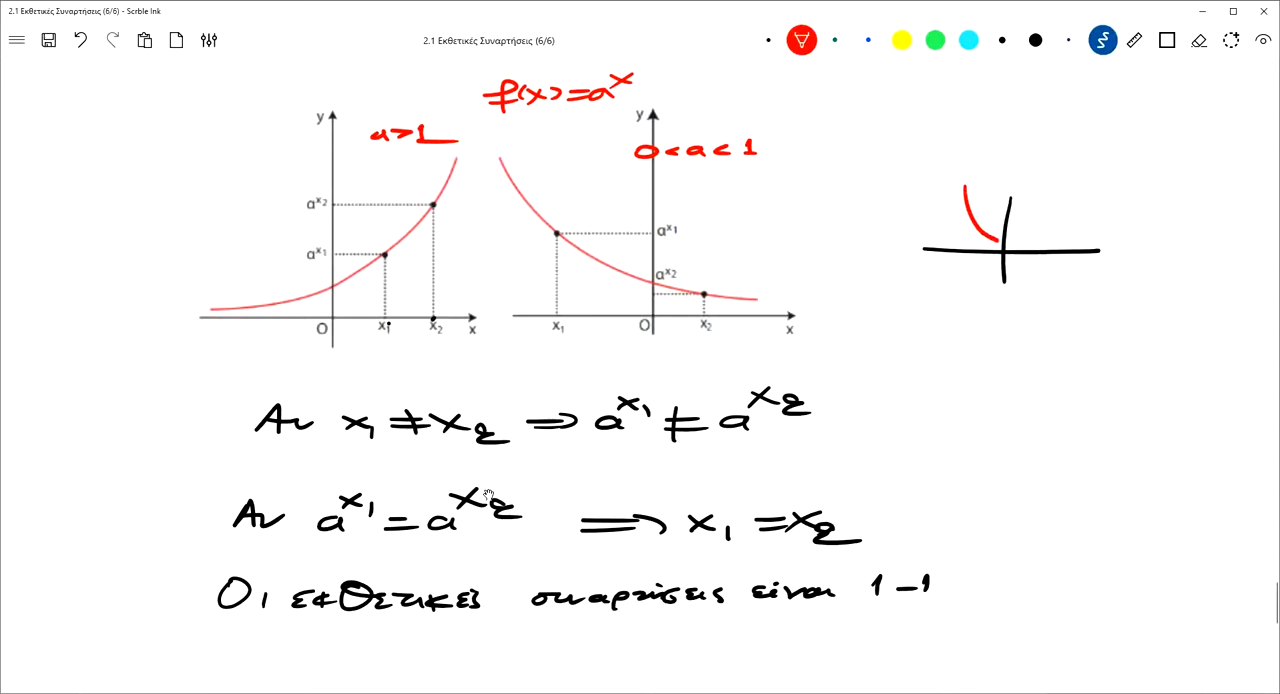 2.1 Εκθετικές Συναρτήσεις (6/6) - Scrble Ink
2.1 Εκθετικές Συναρτήσεις (6/6)
f(x)=a^x
a>1
0<a<1
y
α^x₂
α^x₁
O
x₁
x₂
x
y
α^x₁
α^x₂
x₁
O
x₂
x
Αν x₁ ≠ x₂ ⇒ a^x₁ ≠ a^x₂
Αν a^x₁ = a^x₂ ⇒ x₁ = x₂
Οι εκθετικές συναρτήσεις είναι 1-1